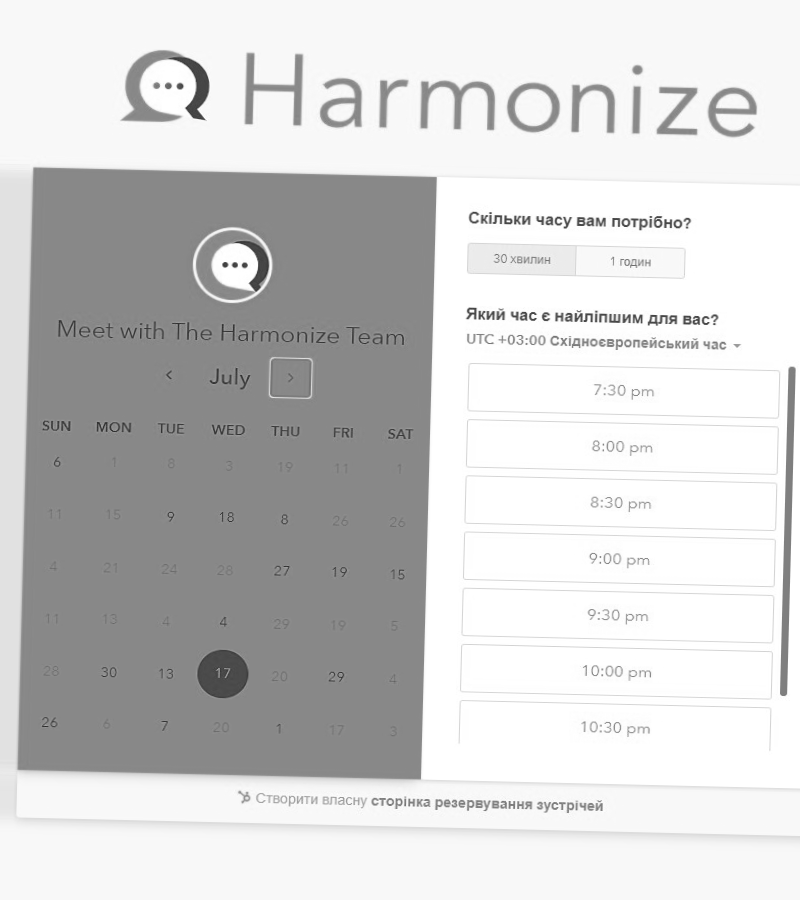 Harmonize
Meet with The Harmonize Team
July
SUN MON TUE WED THU FRI SAT
6 1 8 3 19 11 1
11 15 9 18 8 26 26
4 21 24 28 27 19 15
11 13 4 4 29 19 5
28 30 13 17 20 29 4
26 6 7 20 1 17 3
Скільки часу вам потрібно?
30 хвилин 1 годин
Який час є найліпшим для вас?
UTC +03:00 Східноєвропейський час
7:30 pm
8:00 pm
8:30 pm
9:00 pm
9:30 pm
10:00 pm
10:30 pm
Створити власну сторінка резервування зустрічей